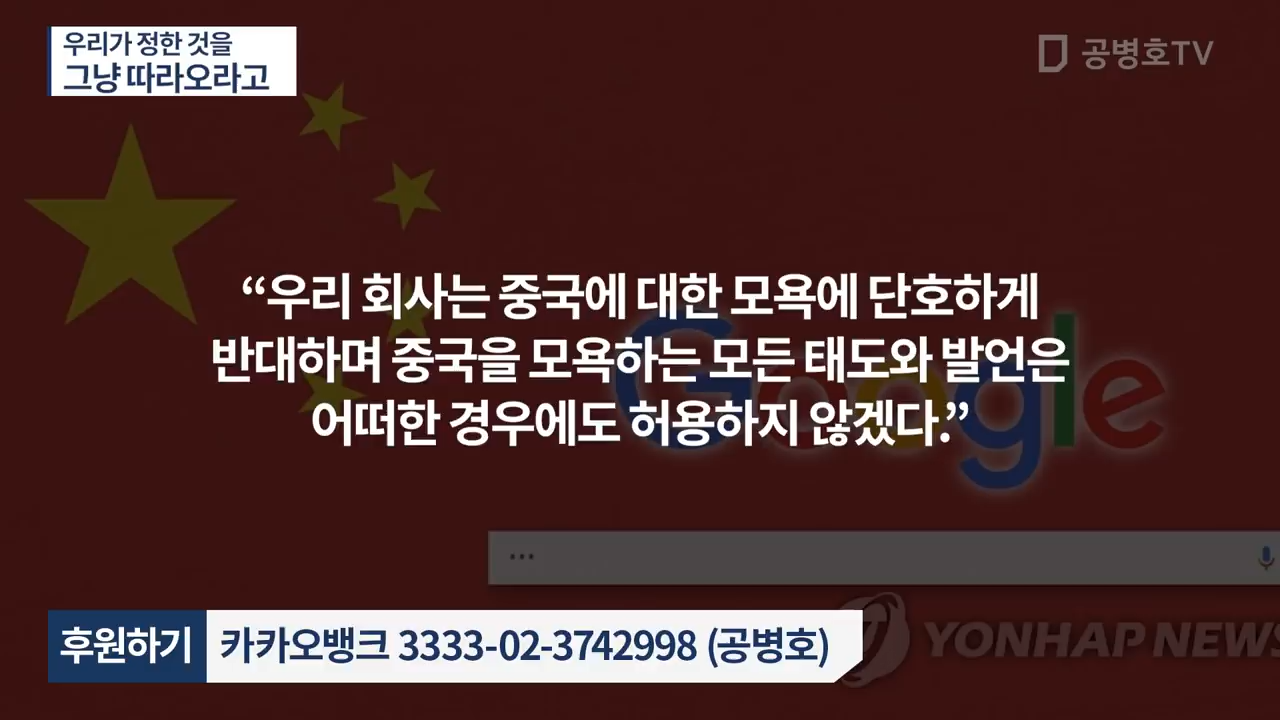 우리가 정한 것을
그냥 따라오라고
공병호TV
“우리 회사는 중국에 대한 모욕에 단호하게
반대하며 중국을 모욕하는 모든 태도와 발언은
어떠한 경우에도 허용하지 않겠다.”
Google
...
후원하기 카카오뱅크 3333-02-3742998 (공병호)
YONHAP NEWS